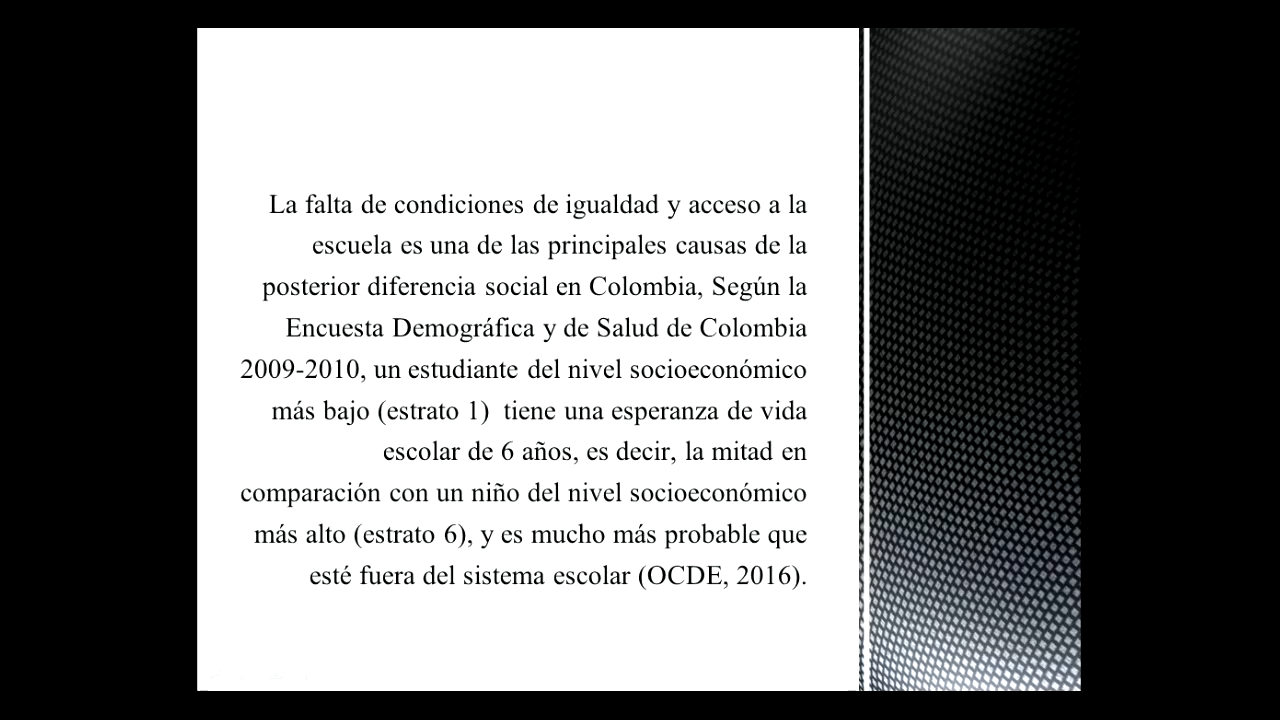 La falta de condiciones de igualdad y acceso a la
escuela es una de las principales causas de la
posterior diferencia social en Colombia, Según la
Encuesta Demográfica y de Salud de Colombia
2009-2010, un estudiante del nivel socioeconómico
más bajo (estrato 1)  tiene una esperanza de vida
escolar de 6 años, es decir, la mitad en
comparación con un niño del nivel socioeconómico
más alto (estrato 6), y es mucho más probable que
esté fuera del sistema escolar (OCDE, 2016).